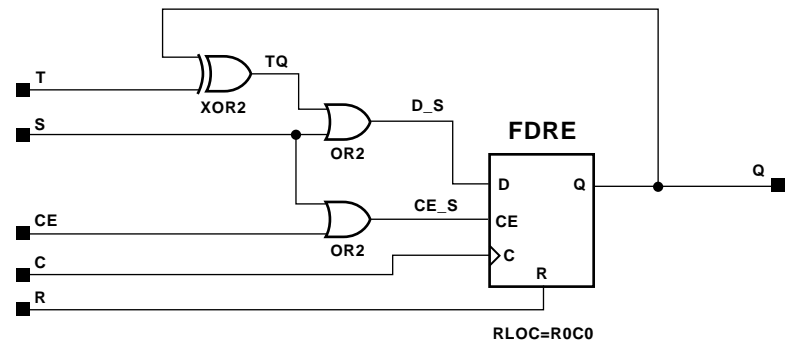 T
TQ
XOR2
D_S
S
OR2
FDRE
D
Q
Q
CE
CE_S
CE
OR2
C
C
R
R
RLOC=R0C0